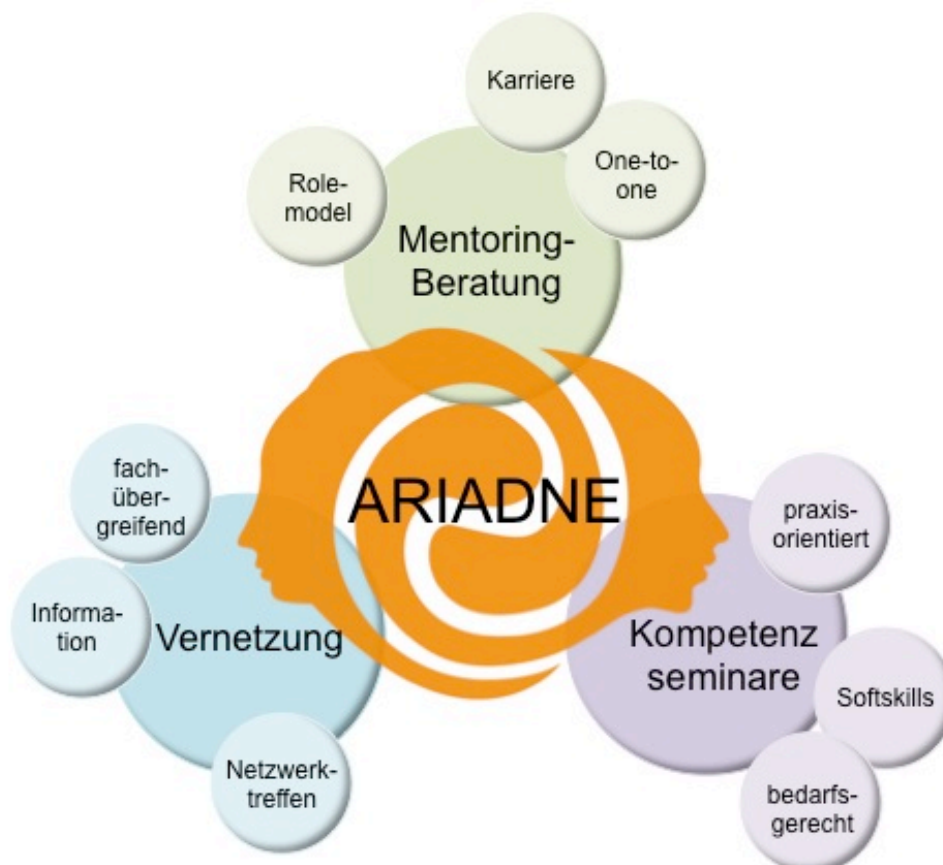 Karriere
One-to-
one
Role-
model
Mentoring-
Beratung
ARIADNE
fach-
über-
greifend
Informa-
tion
Vernetzung
Netzwerk-
treffen
praxis-
orientiert
Kompetenz
seminare
Softskills
bedarfs-
gerecht